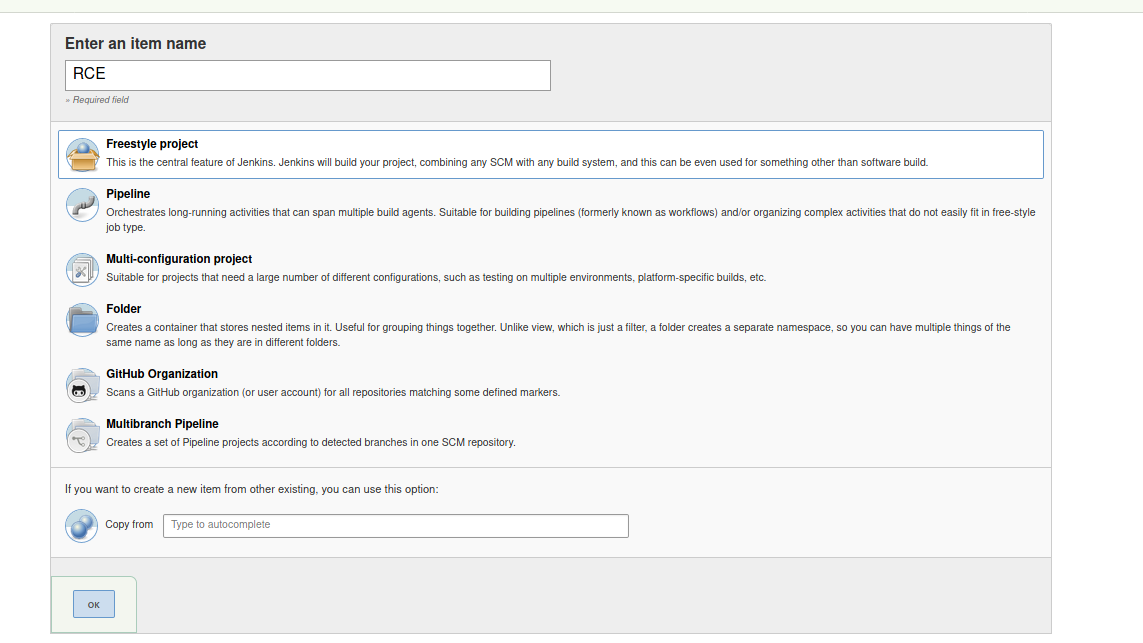 Enter an item name
RCE
» Required field
Freestyle project
This is the central feature of Jenkins. Jenkins will build your project, combining any SCM with any build system, and this can be even used for something other than software build.
Pipeline
Orchestrates long-running activities that can span multiple build agents. Suitable for building pipelines (formerly known as workflows) and/or organizing complex activities that do not easily fit in free-style
job type.
Multi-configuration project
Suitable for projects that need a large number of different configurations, such as testing on multiple environments, platform-specific builds, etc.
Folder
Creates a container that stores nested items in it. Useful for grouping things together. Unlike view, which is just a filter, a folder creates a separate namespace, so you can have multiple things of the
same name as long as they are in different folders.
GitHub Organization
Scans a GitHub organization (or user account) for all repositories matching some defined markers.
Multibranch Pipeline
Creates a set of Pipeline projects according to detected branches in one SCM repository.
If you want to create a new item from other existing, you can use this option:
Copy from
Type to autocomplete
OK